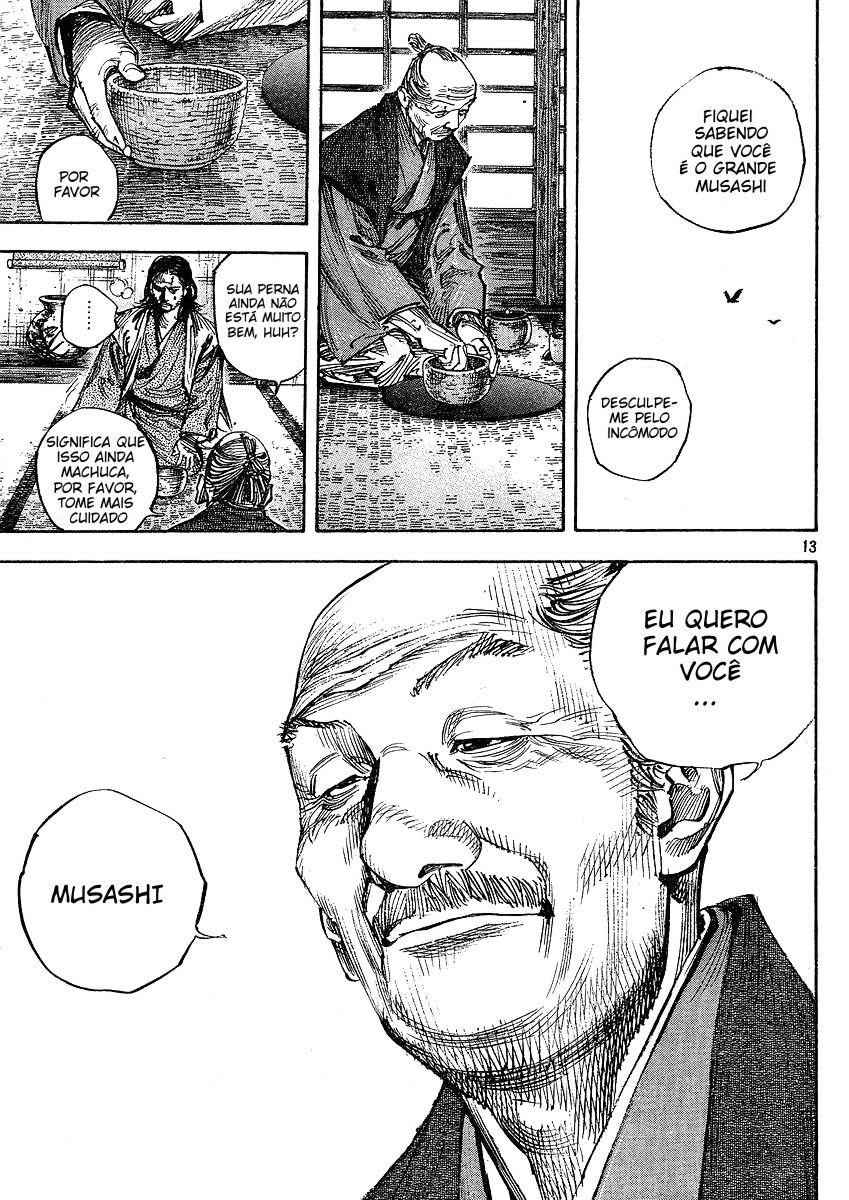 FIQUEI
SABENDO
QUE VOCÊ
É O GRANDE
MUSASHI
DESCULPE-
ME PELO
INCÔMODO
POR
FAVOR
SUA PERNA
AINDA NÃO
ESTÁ MUITO
BEM, HUH?
......
SIGNIFICA QUE
ISSO AINDA
MACHUCA,
POR FAVOR,
TOME MAIS
CUIDADO
13
EU QUERO
FALAR COM
VOCÊ
...
MUSASHI